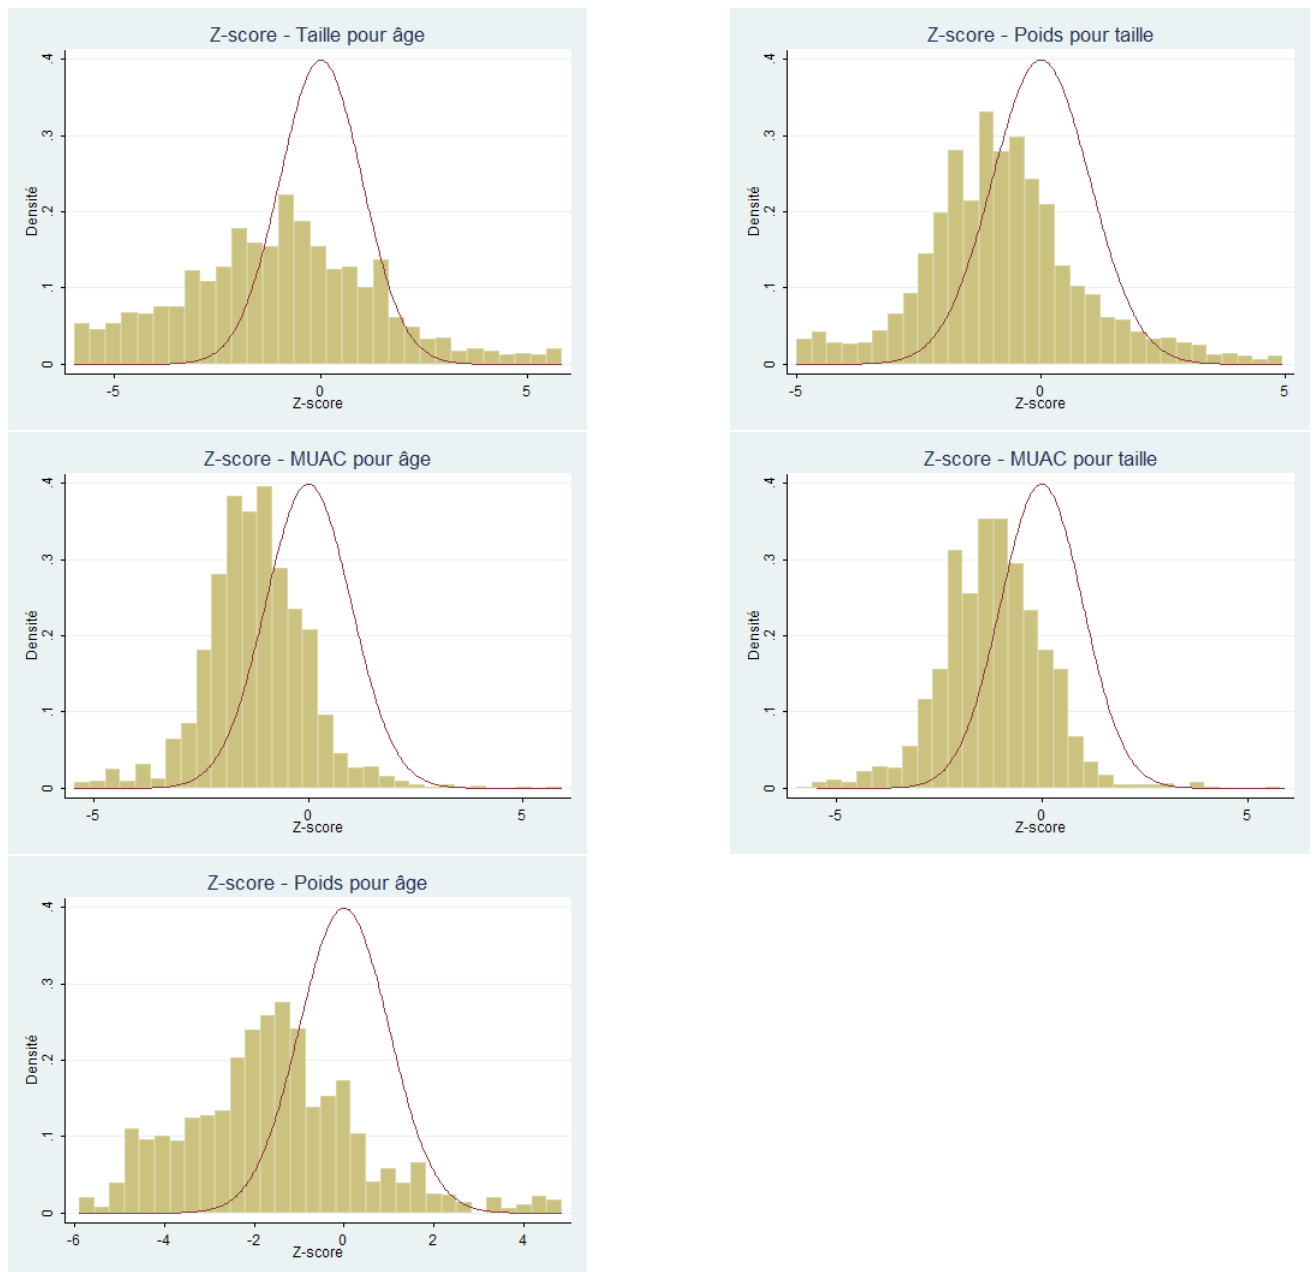 Z-score - Taille pour âge
Densité
.4
.3
.2
.1
0
-5 0 5
Z-score
Z-score - Poids pour taille
Densité
.4
.3
.2
.1
0
-5 0 5
Z-score
Z-score - MUAC pour âge
Densité
.4
.3
.2
.1
0
-5 0 5
Z-score
Z-score - MUAC pour taille
Densité
.4
.3
.2
.1
0
-5 0 5
Z-score
Z-score - Poids pour âge
Densité
.4
.3
.2
.1
0
-6 -4 -2 0 2 4
Z-score